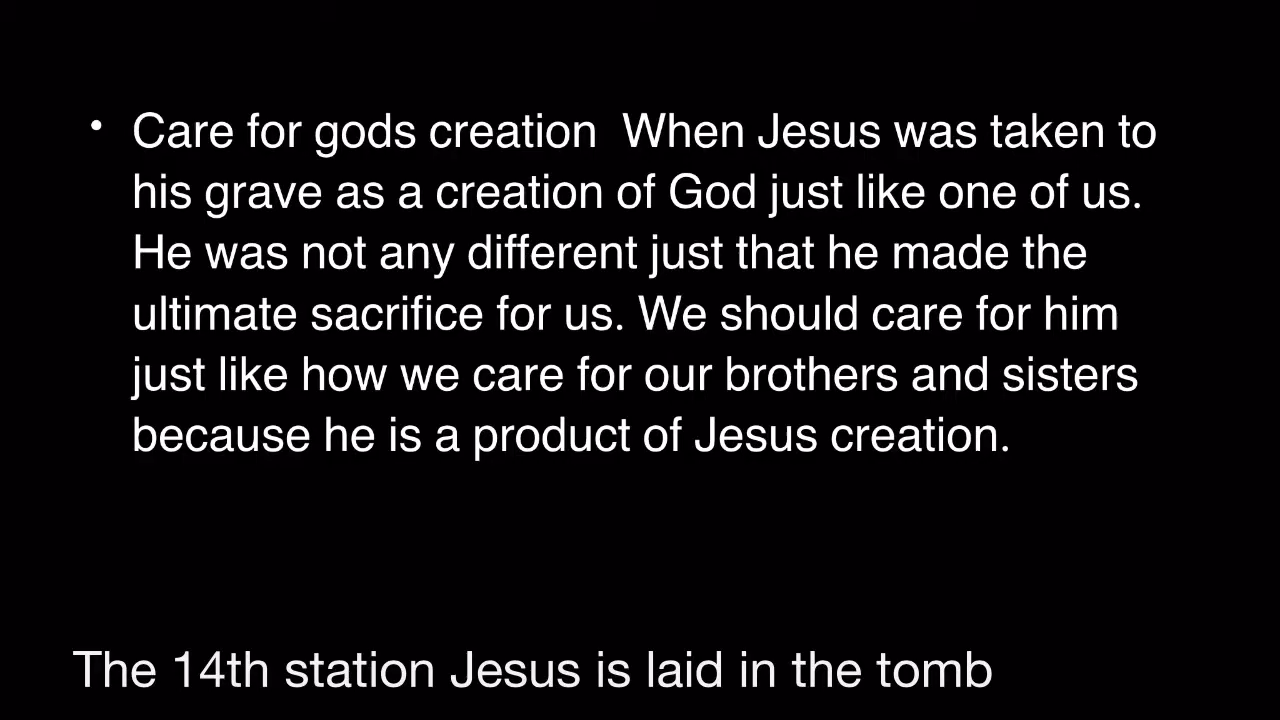 • Care for gods creation  When Jesus was taken to
his grave as a creation of God just like one of us.
He was not any different just that he made the
ultimate sacrifice for us. We should care for him
just like how we care for our brothers and sisters
because he is a product of Jesus creation.
The 14th station Jesus is laid in the tomb